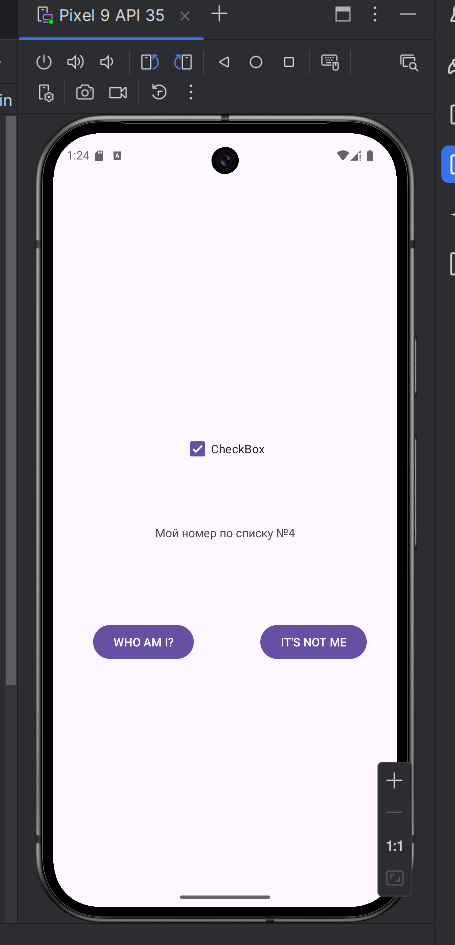 Pixel 9 API 35
in
1:24
CheckBox
Мой номер по списку №4
WHO AM I?
IT'S NOT ME
1:1